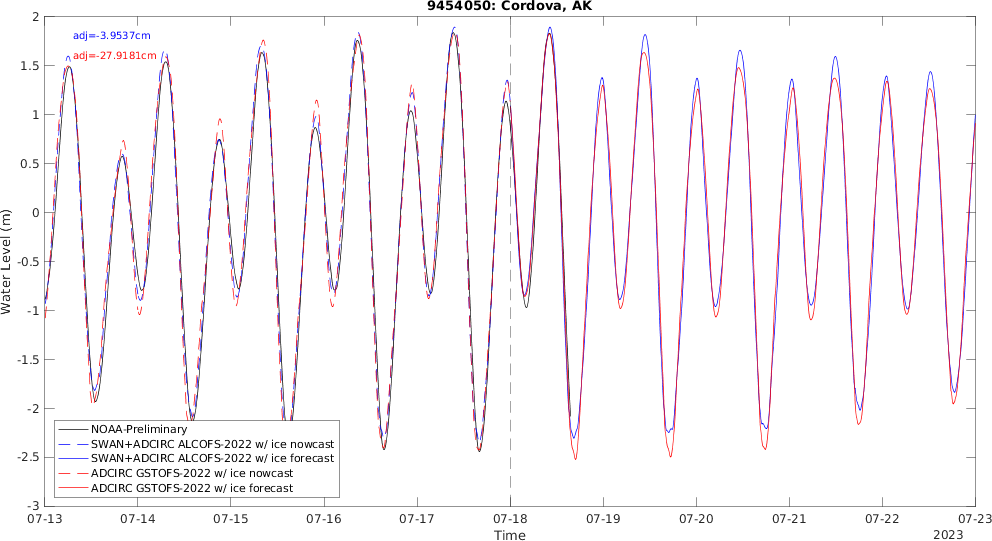 9454050: Cordova, AK
adj=-3.9537cm
adj=-27.9181cm
Water Level (m)
2
1.5
1
0.5
0
-0.5
-1
-1.5
-2
-2.5
-3
NOAA-Preliminary
SWAN+ADCIRC ALCOFS-2022 w/ ice nowcast
SWAN+ADCIRC ALCOFS-2022 w/ ice forecast
ADCIRC GSTOFS-2022 w/ ice nowcast
ADCIRC GSTOFS-2022 w/ ice forecast
07-13 07-14 07-15 07-16 07-17 07-18 07-19 07-20 07-21 07-22 07-23
Time
2023